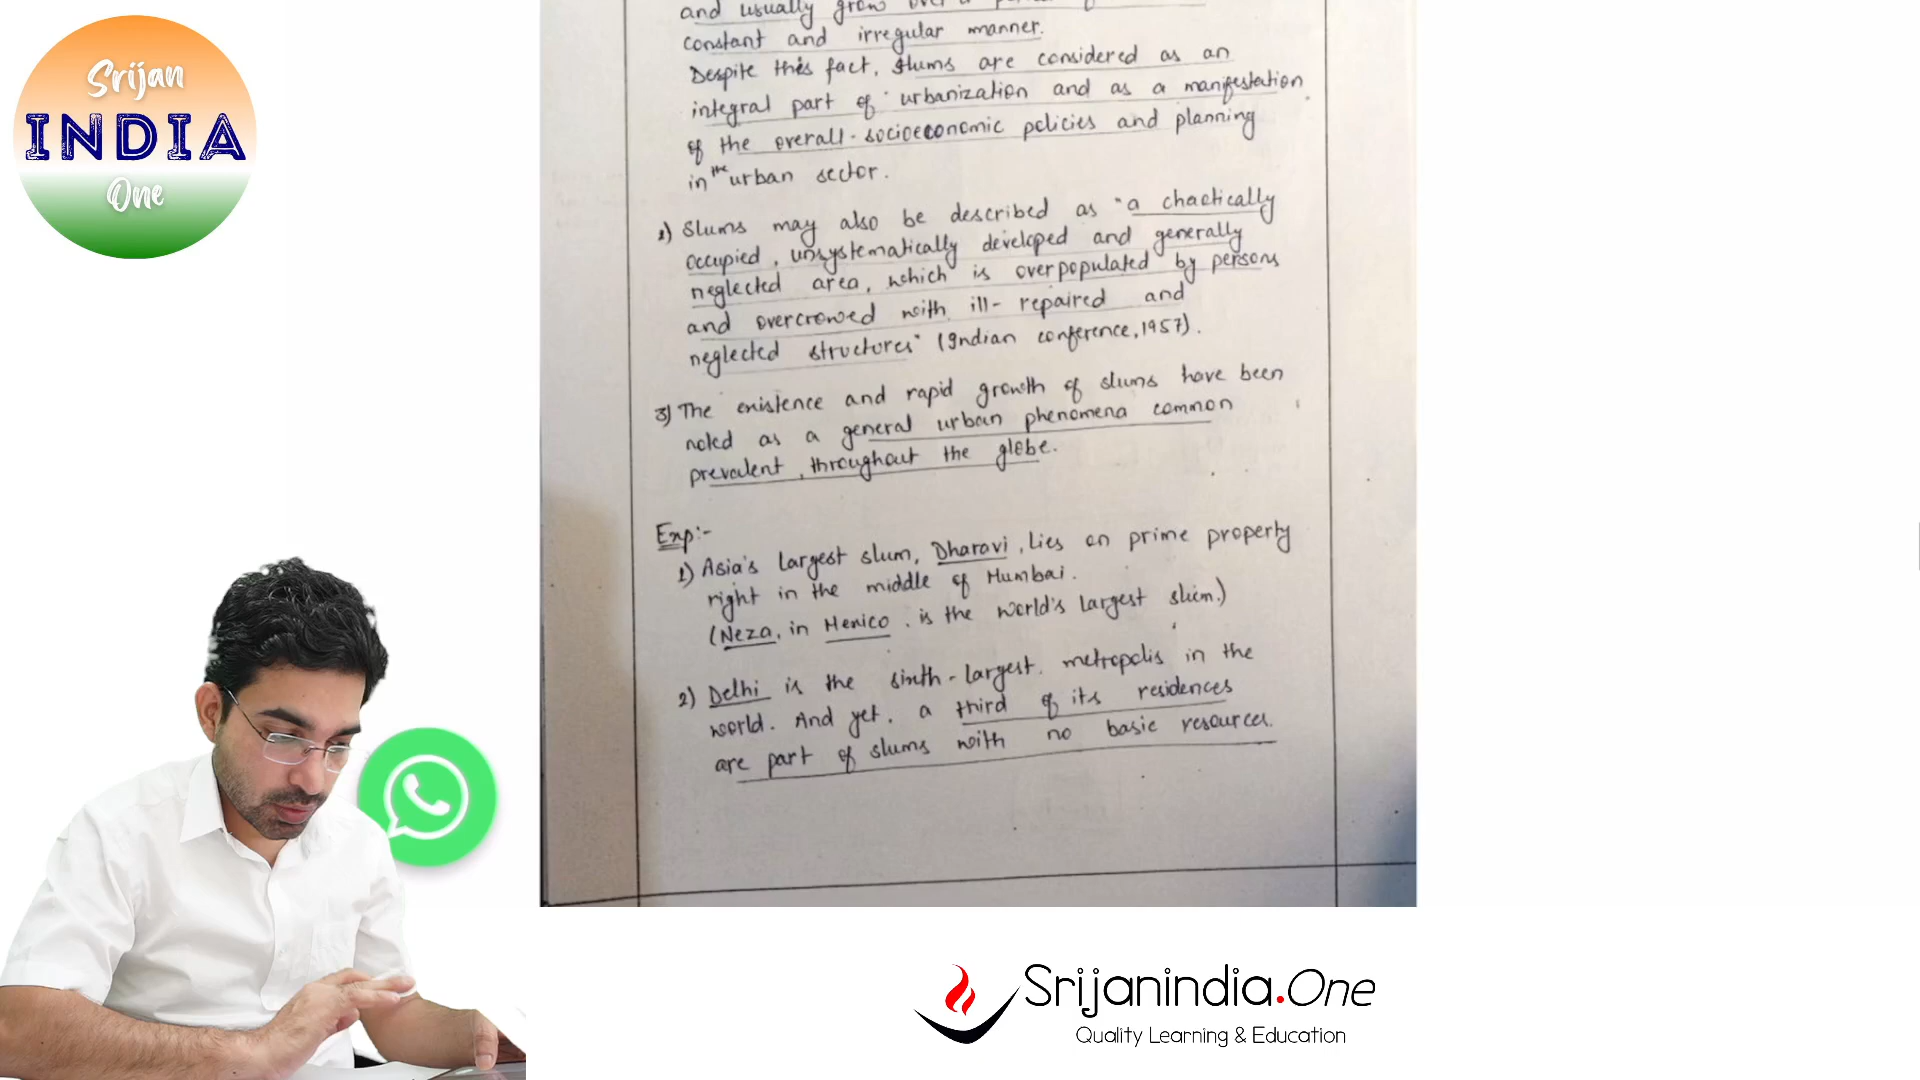 Srijan
INDIA
One
and usually grow over a
constant and irregular manner.
Despite this fact, slums are considered as an
integral part of urbanization and as a manifestation
of the overall-socioeconomic policies and planning
in the urban sector.
2) Slums may also be described as "a chaotically
occupied, unsystematically developed and generally
neglected area, which is overpopulated by persons
and overcrowed with ill-repaired and
neglected structures" (Indian conference, 1957).
3) The existence and rapid growth of slums have been
noted as a general urban phenomena common
prevalent, throughout the globe.
Exp:-
1) Asia's largest slum, Dharavi, lies on prime property
right in the middle of Mumbai.
(Neza, in Mexico, is the world's largest slum.)
2) Delhi is the sixth-largest metropolis in the
world. And yet, a third of its residences
are part of slums with no basic resources.
Srijanindia.One
Quality Learning & Education